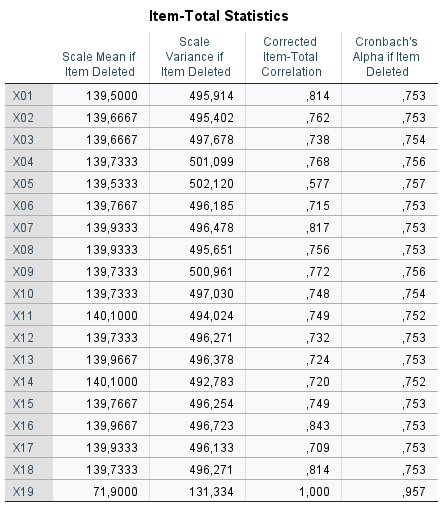 Item-Total Statistics
Scale Mean if Item Deleted | Scale Variance if Item Deleted | Corrected Item-Total Correlation | Cronbach's Alpha if Item Deleted
X01 139,5000 495,914 ,814 ,753
X02 139,6667 495,402 ,762 ,753
X03 139,6667 497,678 ,738 ,754
X04 139,7333 501,099 ,768 ,756
X05 139,5333 502,120 ,577 ,757
X06 139,7667 496,185 ,715 ,753
X07 139,9333 496,478 ,817 ,753
X08 139,9333 495,651 ,756 ,753
X09 139,7333 500,961 ,772 ,756
X10 139,7333 497,030 ,748 ,754
X11 140,1000 494,024 ,749 ,752
X12 139,7333 496,271 ,732 ,753
X13 139,9667 496,378 ,724 ,753
X14 140,1000 492,783 ,720 ,752
X15 139,7667 496,254 ,749 ,753
X16 139,9667 496,723 ,843 ,753
X17 139,9333 496,133 ,709 ,753
X18 139,7333 496,271 ,814 ,753
X19 71,9000 131,334 1,000 ,957